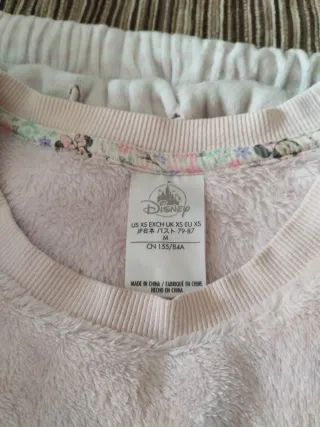 Disney
US XS EXCH UK XS EU XS
JP日本 バスト 79-87
M
CN 155/84A
MADE IN CHINA / FABRIQUÉ EN CHINE
HECHO EN CHINA